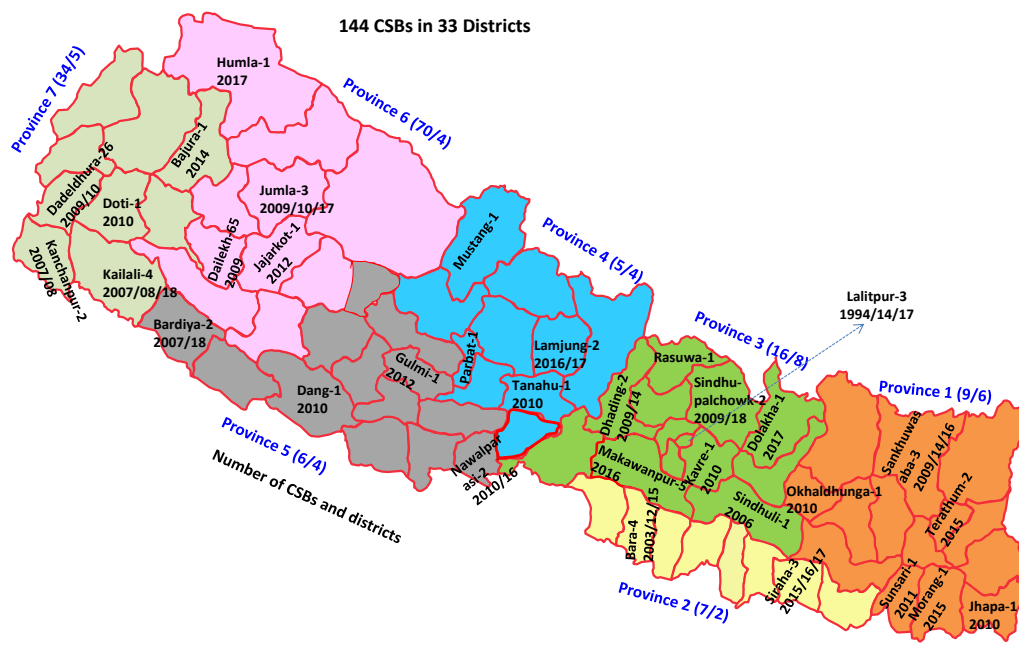 144 CSBs in 33 Districts
Province 7 (34/5)
Humla-1
2017
Province 6 (70/4)
Bajura-1
2014
Dadeldhura-26
2009/10
Doti-1
2010
Jumla-3
2009/10/17
Dailekh-65
2009
Jajarkot-1
2012
Kanchanpur-2
2007/08
Kailali-4
2007/08/18
Bardiya-2
2007/18
Mustang-1
Province 4 (5/4)
Lalitpur-3
1994/14/17
Province 3 (16/8)
Parbat-1
Lamjung-2
2016/17
Gulmi-1
2012
Dang-1
2010
Tanahu-1
2010
Rasuwa-1
Sindhu-
palchowk-2
2009/18
Dhading-2
2009/14
Dolakha-1
2017
Province 1 (9/6)
Sankhuwas
aba-3
2009/14/16
Terathum-2
2015
Province 5 (6/4)
Number of CSBs and districts
Nawalpar
asi-2
2010/16
Makawanpur-5
2016
Kavre-1
2010
Sindhuli-1
2006
Okhaldhunga-1
2010
Bara-4
2003/12/15
Siraha-3
2015/16/17
Province 2 (7/2)
Sunsari-1
2011
Morang-1
2015
Jhapa-1
2010